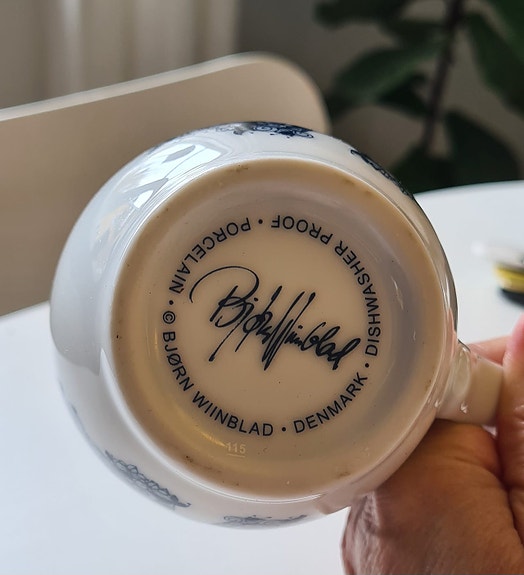 © BJØRN WIINBLAD • DENMARK • DISHWASHER PROOF • PORCELAIN •
Bjørn Wiinblad
115